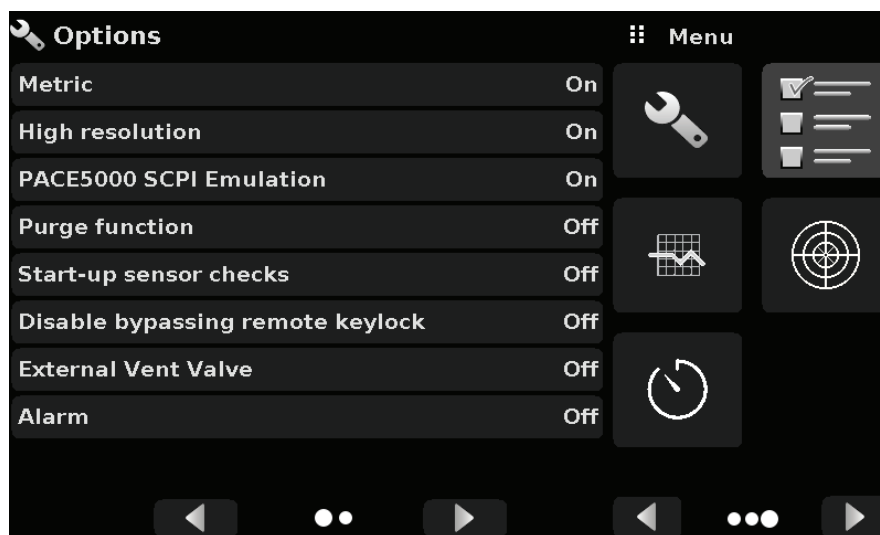 Options
Menu
Metric On
High resolution On
PACE5000 SCPI Emulation On
Purge function Off
Start-up sensor checks Off
Disable bypassing remote keylock Off
External Vent Valve Off
Alarm Off